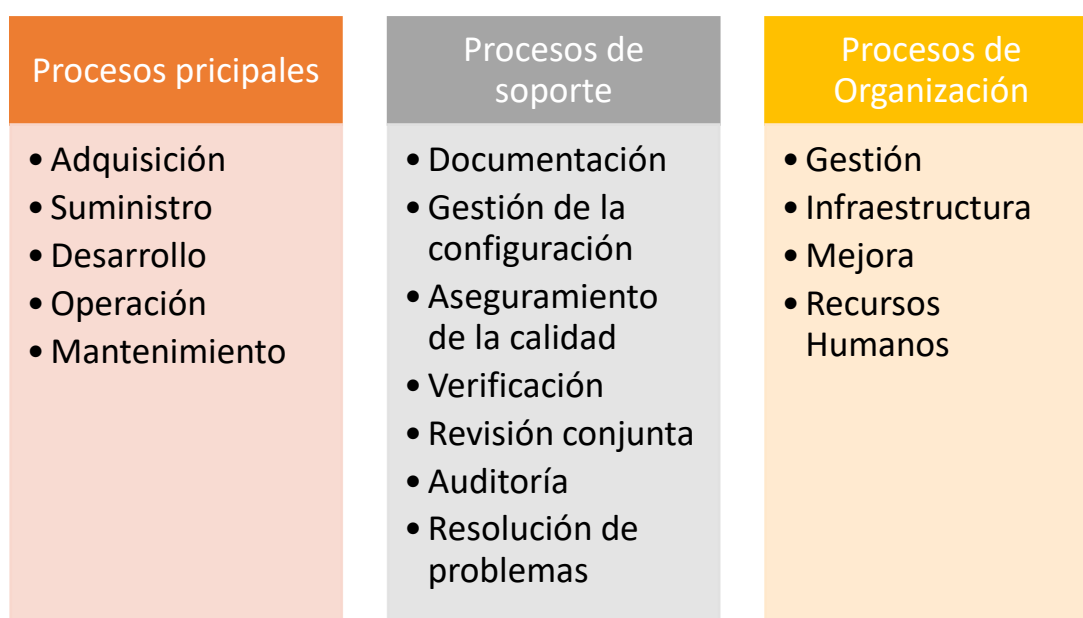 Procesos pricipales
• Adquisición
• Suministro
• Desarrollo
• Operación
• Mantenimiento
Procesos de
soporte
• Documentación
• Gestión de la
configuración
• Aseguramiento
de la calidad
• Verificación
• Revisión conjunta
• Auditoría
• Resolución de
problemas
Procesos de
Organización
• Gestión
• Infraestructura
• Mejora
• Recursos
Humanos